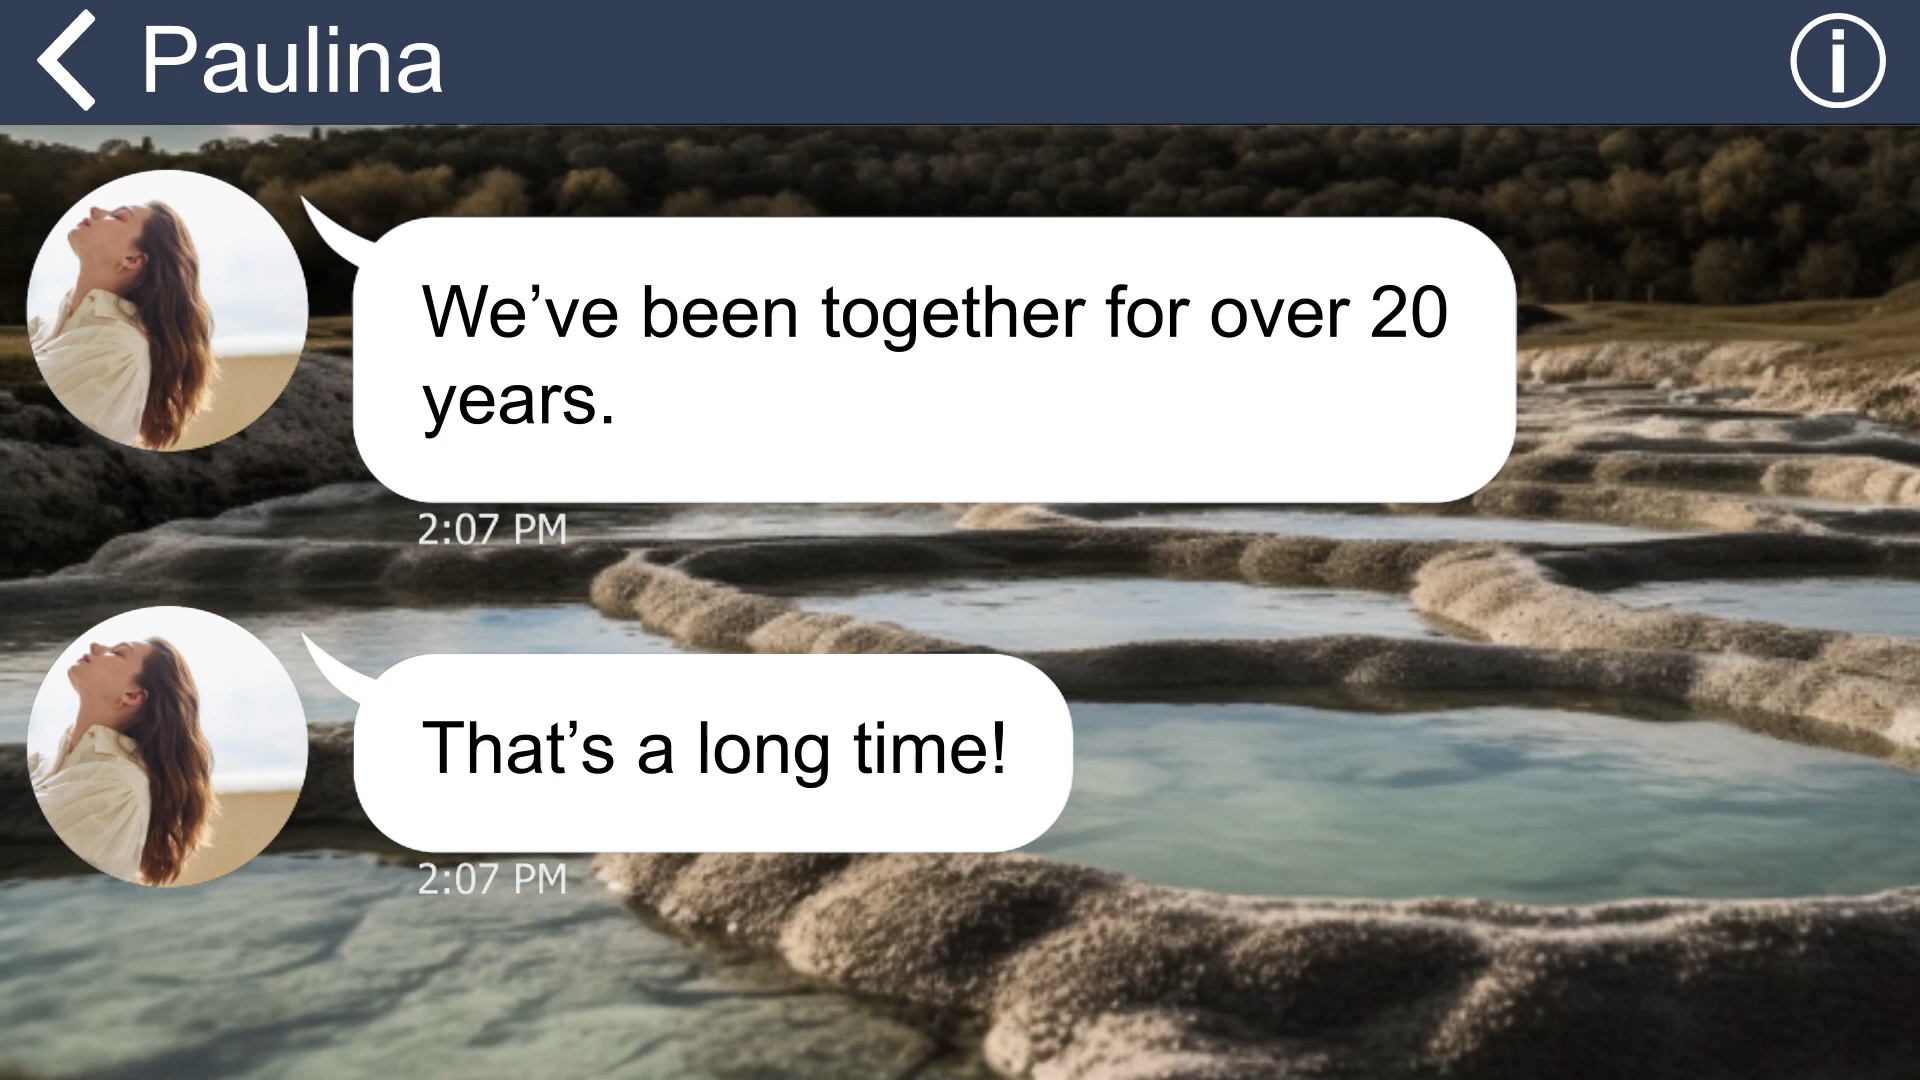 Paulina
We’ve been together for over 20
years.
2:07 PM
That’s a long time!
2:07 PM